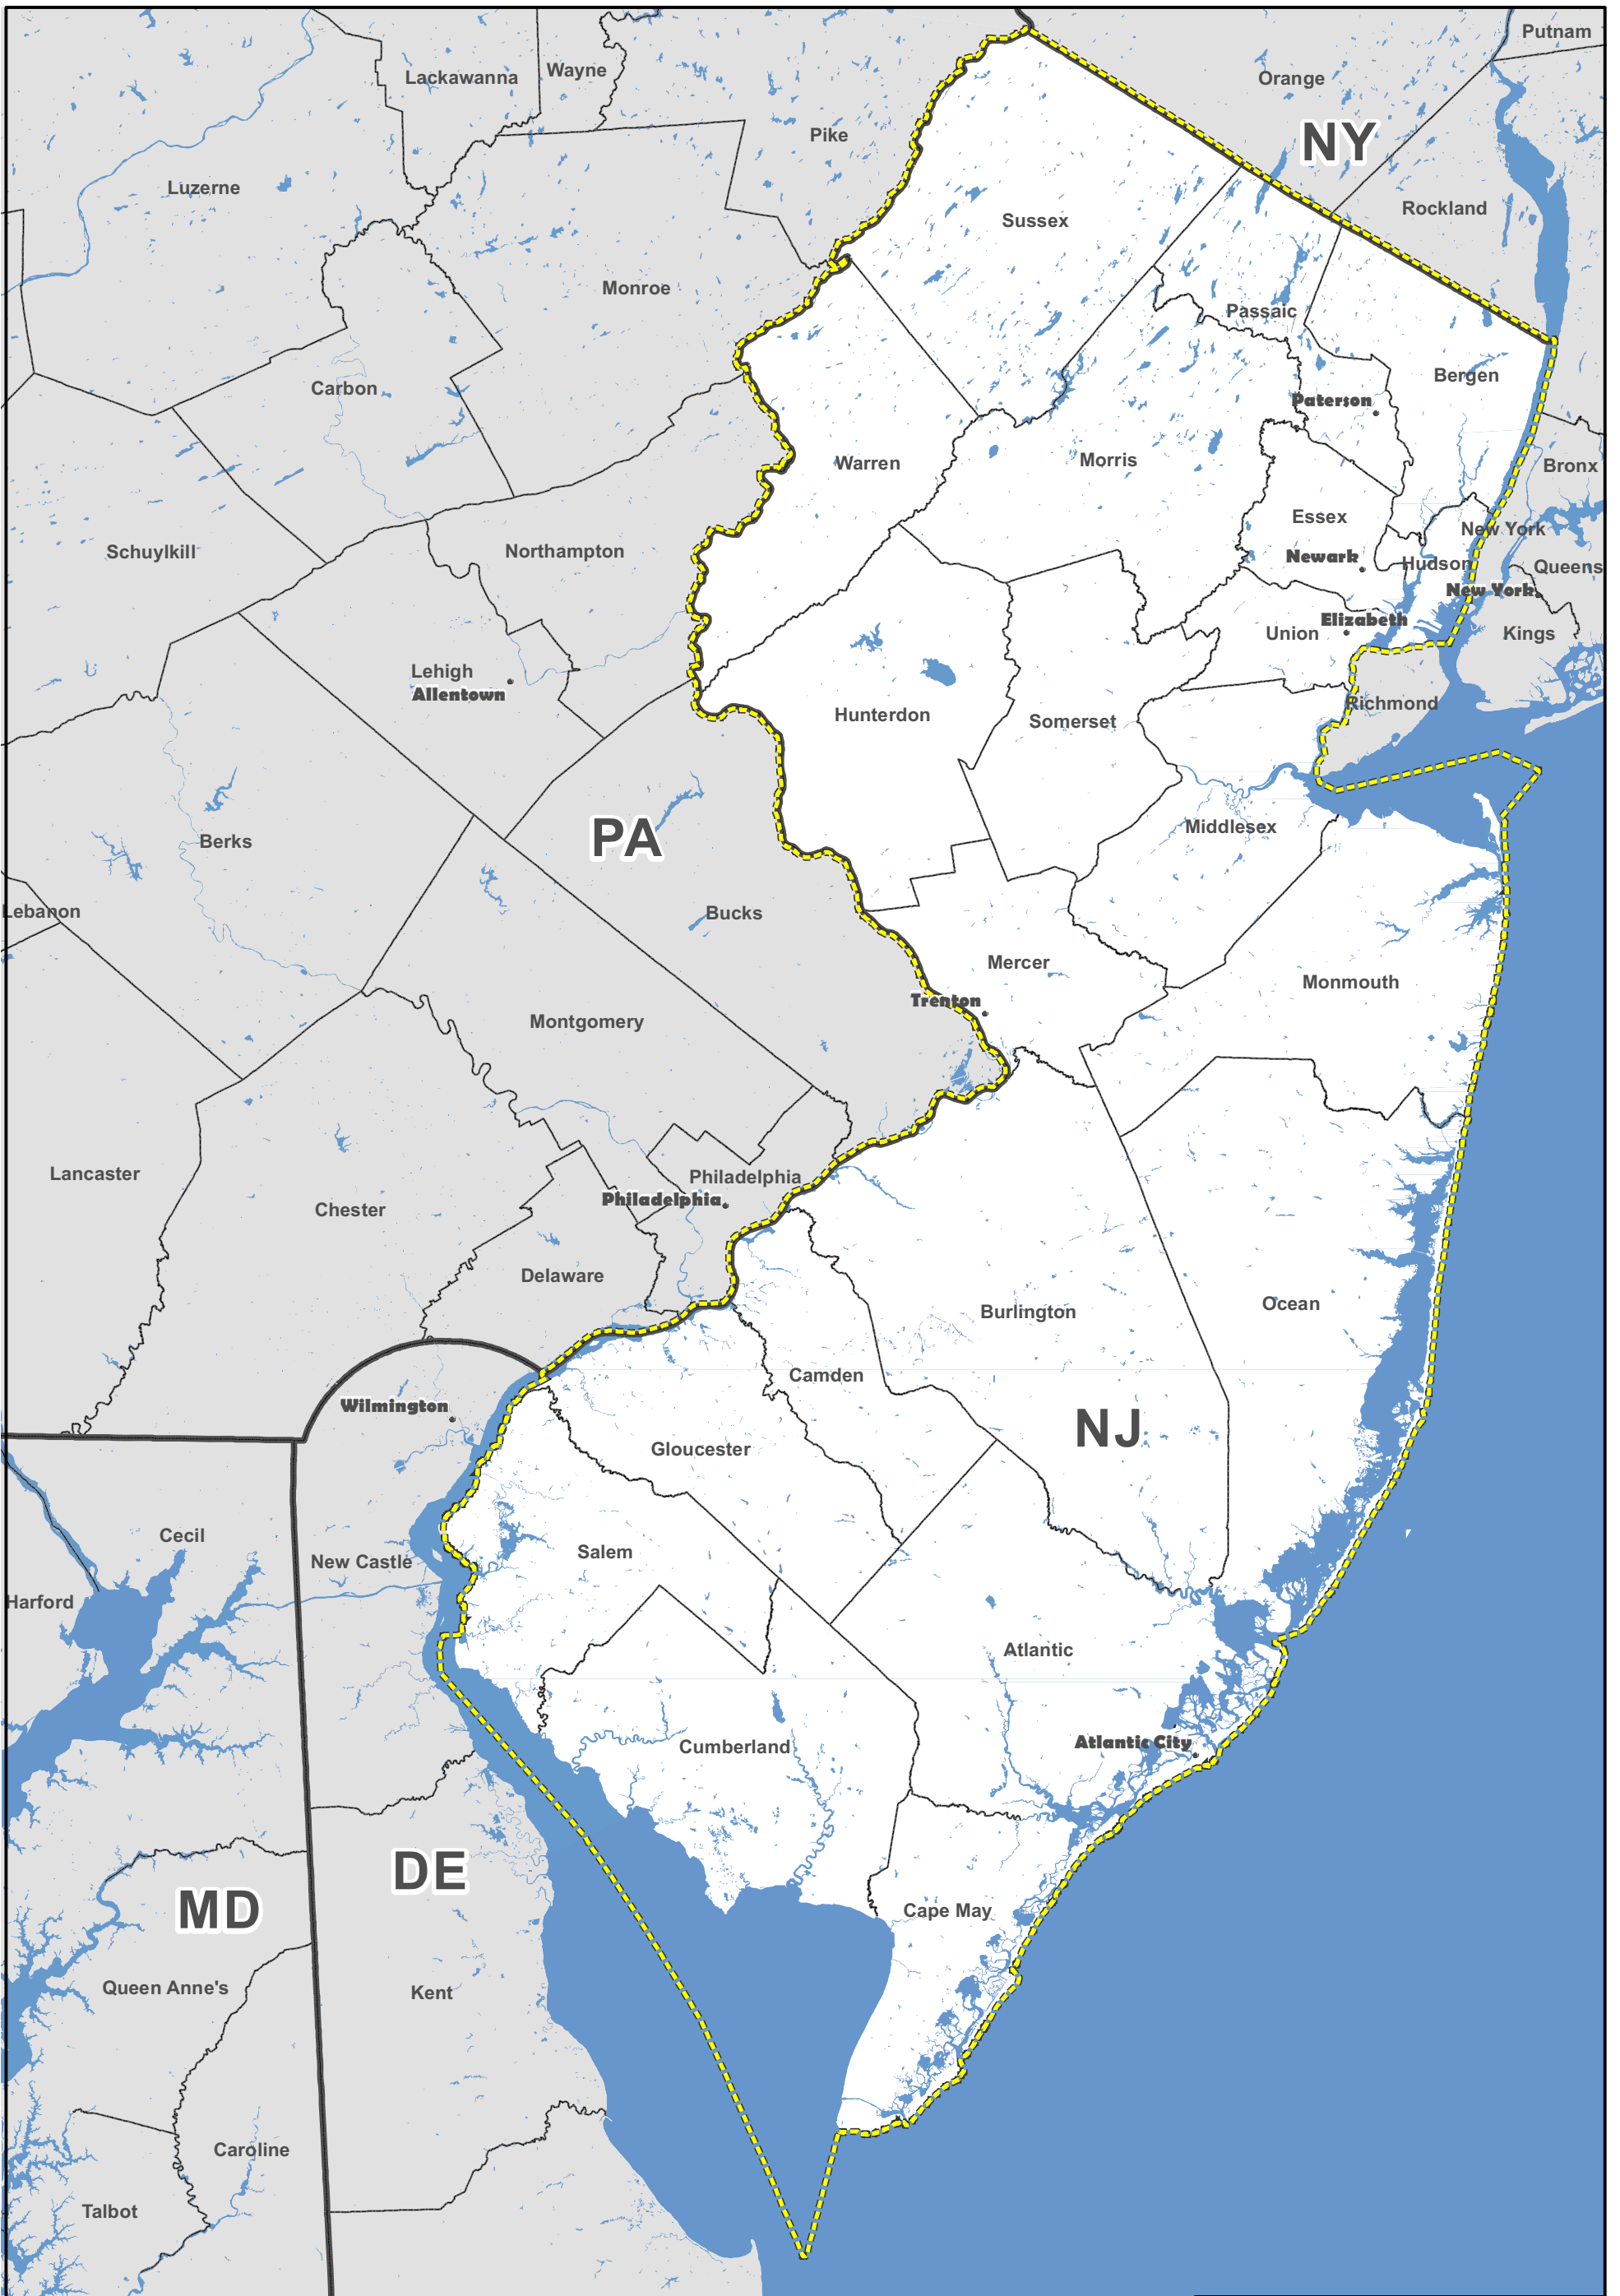 Putnam
Lackawanna
Wayne
Orange
Pike
NY
Luzerne
Rockland
Sussex
Monroe
Passaic
Bergen
Carbon
Paterson
Warren
Morris
Bronx
Essex
New York
Schuylkill
Northampton
Newark
Hudson
Queens
New York
Elizabeth
Union
Kings
Lehigh
Allentown
Richmond
Hunterdon
Somerset
Middlesex
PA
Berks
Lebanon
Bucks
Mercer
Monmouth
Trenton
Montgomery
Lancaster
Philadelphia
Philadelphia
Chester
Delaware
Ocean
Burlington
Camden
Wilmington
NJ
Gloucester
Cecil
Salem
New Castle
Harford
Atlantic
Atlantic City
Cumberland
DE
MD
Cape May
Queen Anne's
Kent
Caroline
Talbot